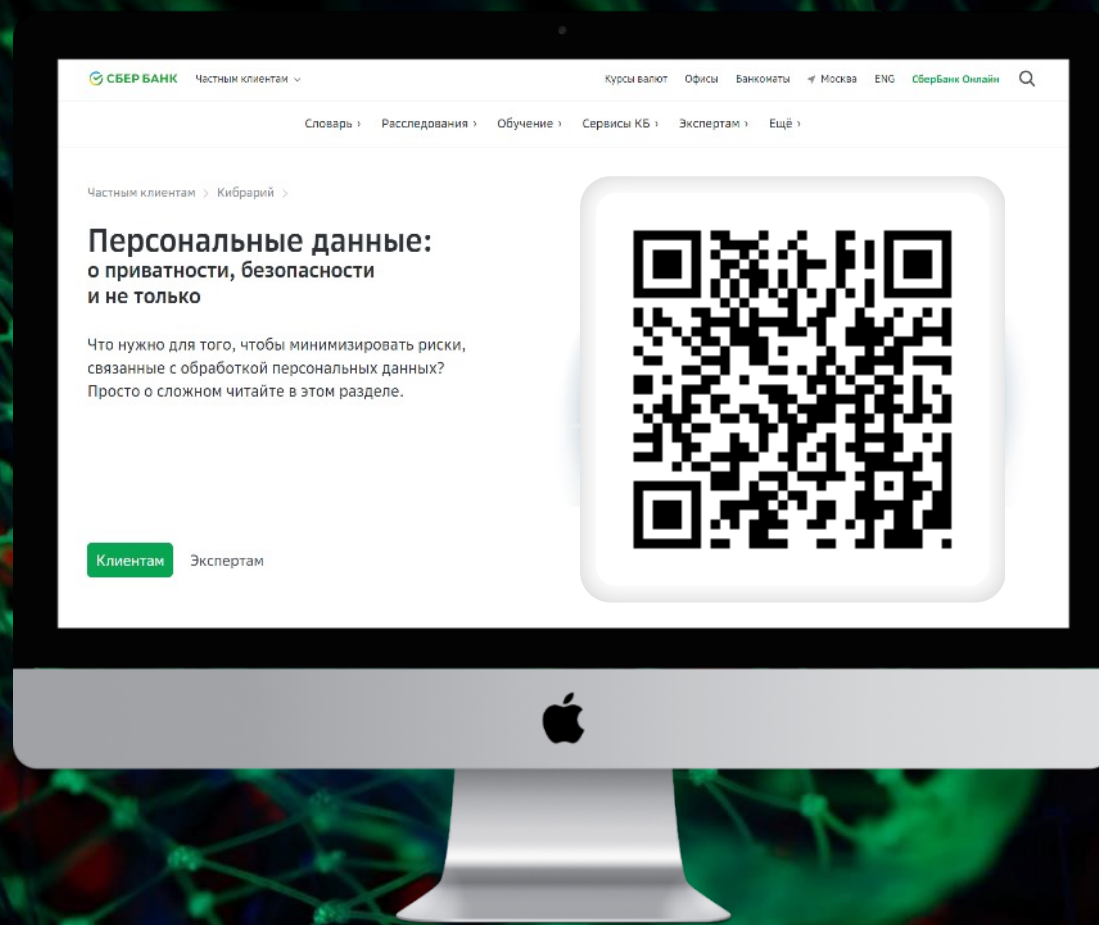 СБЕР БАНК Частным клиентам Курсы валют Офисы Банкоматы Москва ENG СберБанк Онлайн
Словарь Расследования Обучение Сервисы КБ Экспертам Ещё
Частным клиентам Кибрарий
Персональные данные:
о приватности, безопасности
и не только
Что нужно для того, чтобы минимизировать риски,
связанные с обработкой персональных данных?
Просто о сложном читайте в этом разделе.
Клиентам Экспертам